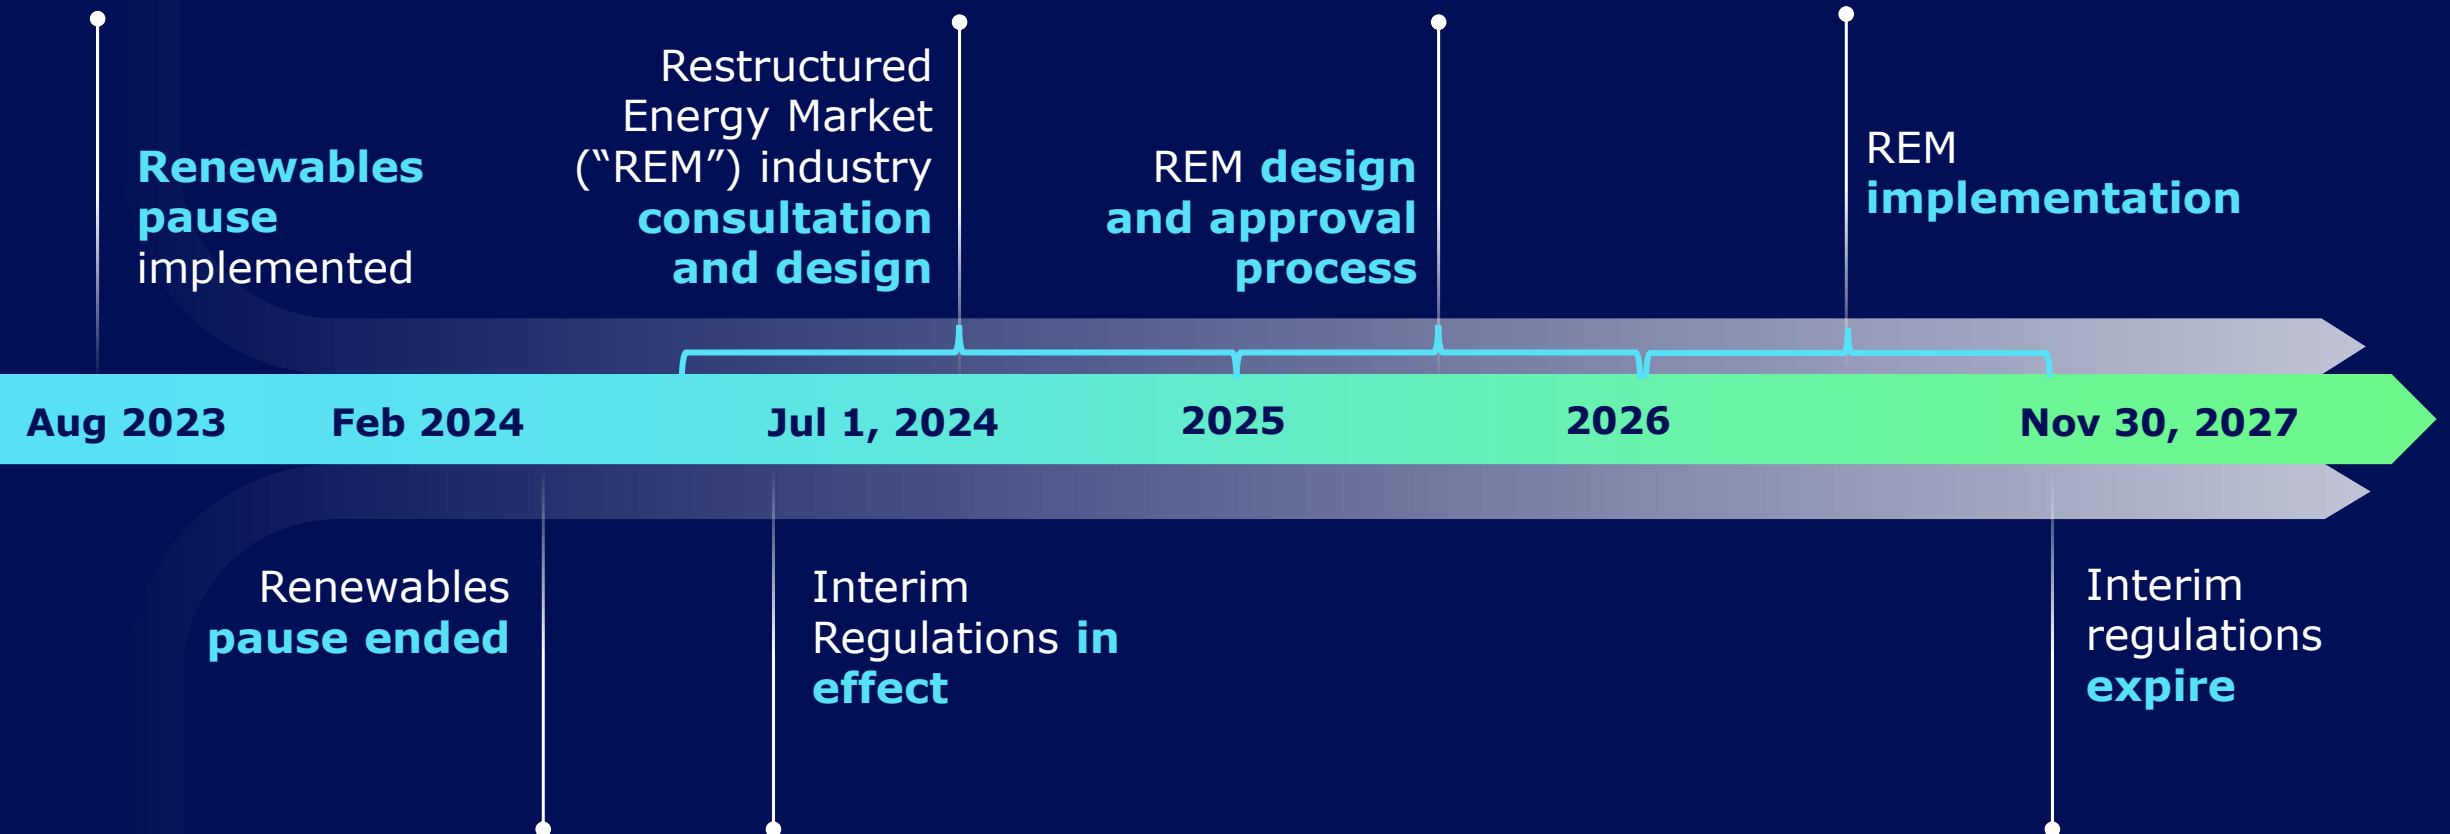 Renewables
pause
implemented
Restructured
Energy Market
(“REM”) industry
consultation
and design
REM design
and approval
process
REM
implementation
Aug 2023
Feb 2024
Jul 1, 2024
2025
2026
Nov 30, 2027
Renewables
pause ended
Interim
Regulations in
effect
Interim
regulations
expire